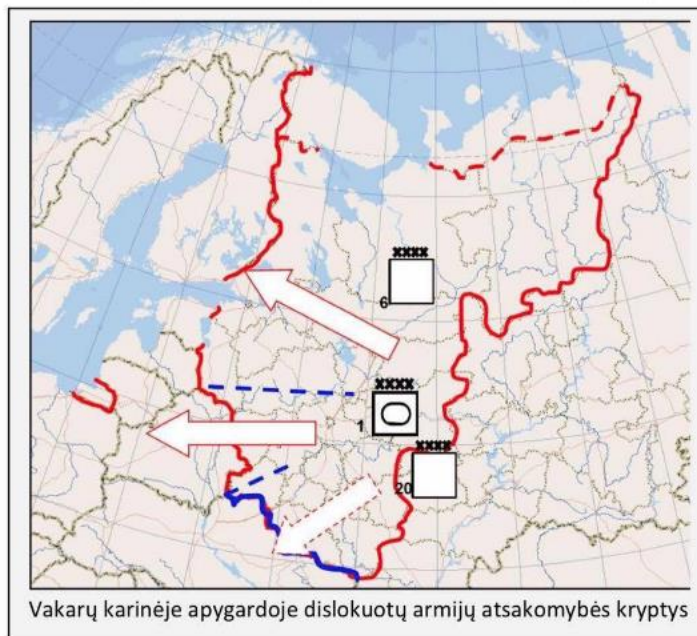 xxxx
6
xxxx
1
xxxx
20
Vakarų karinėje apygardoje dislokuotų armijų atsakomybės kryptys